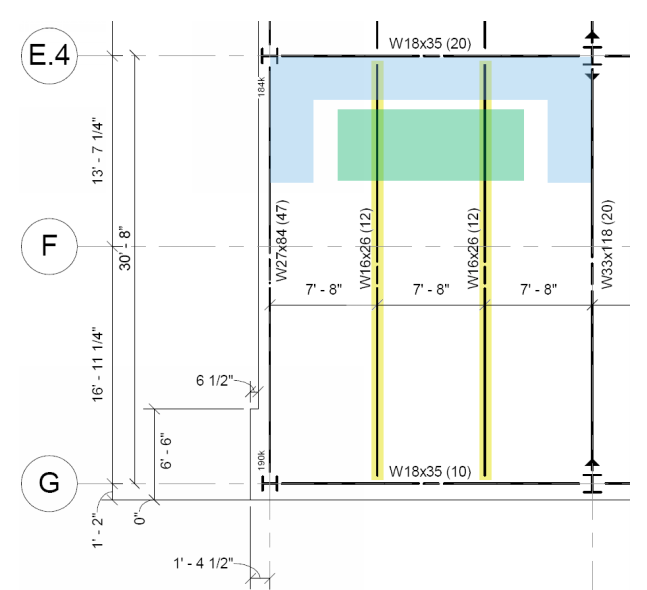 E.4
W18x35 (20)
184k
13' - 7 1/4"
F
30' - 8"
W27x84 (47)
W16x26 (12)
W16x26 (12)
W33x118 (20)
7' - 8"
7' - 8"
7' - 8"
16' - 11 1/4"
6 1/2"
6' - 6"
190k
W18x35 (10)
G
1' - 2"
0"
1' - 4 1/2"